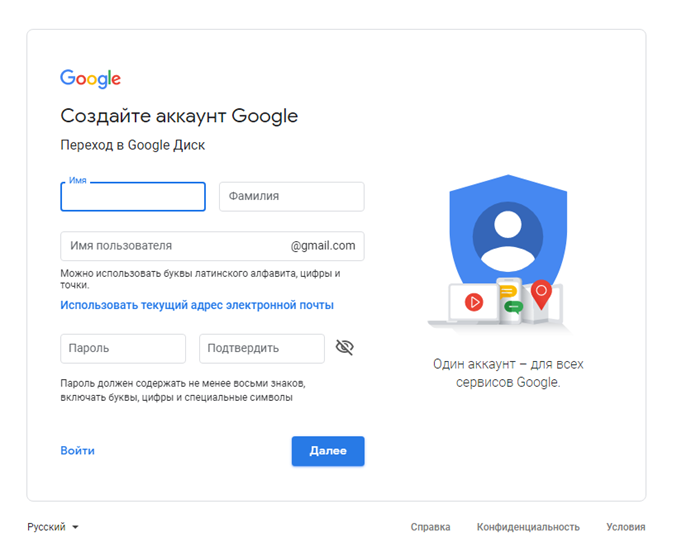 Google
Создайте аккаунт Google
Переход в Google Диск
Имя
Фамилия
Имя пользователя @gmail.com
Можно использовать буквы латинского алфавита, цифры и
точки.
Использовать текущий адрес электронной почты
Пароль
Подтвердить
Пароль должен содержать не менее восьми знаков,
включать буквы, цифры и специальные символы
Войти
Далее
Один аккаунт – для всех
сервисов Google.
Русский
Справка
Конфиденциальность
Условия